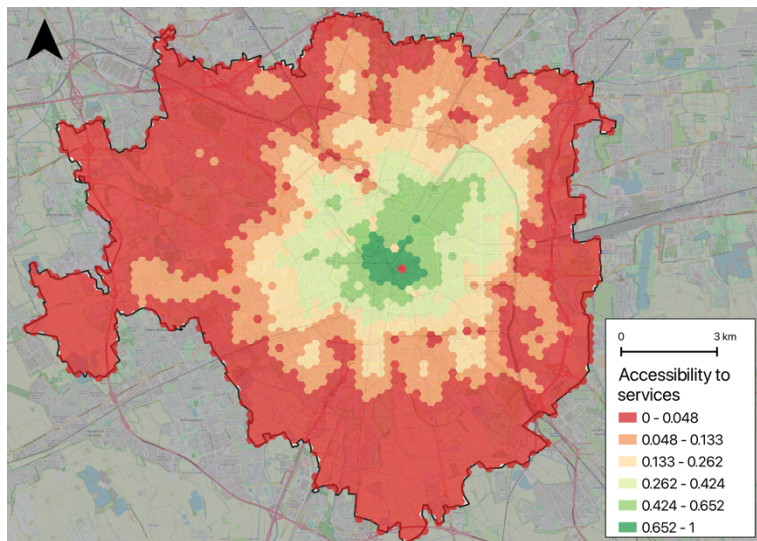 0 3 km
Accessibility to
services
0 - 0.048
0.048 - 0.133
0.133 - 0.262
0.262 - 0.424
0.424 - 0.652
0.652 - 1